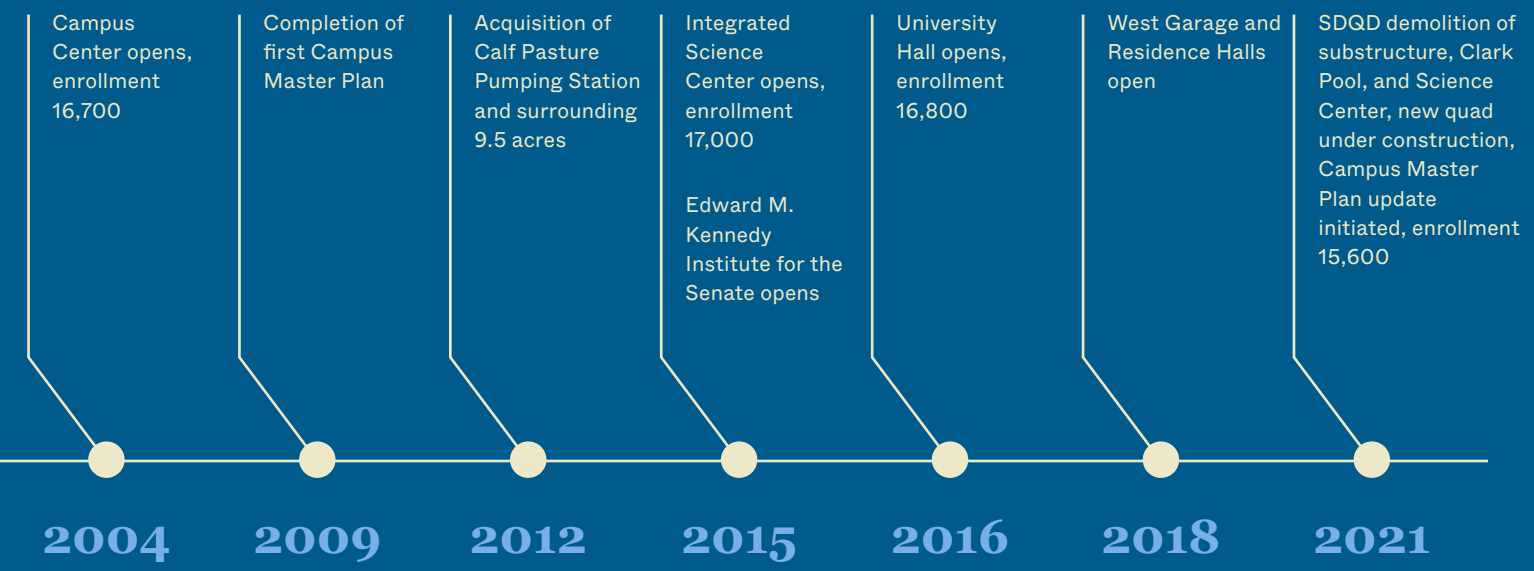 Campus
Center opens,
enrollment
16,700
Completion of
first Campus
Master Plan
Acquisition of
Calf Pasture
Pumping Station
and surrounding
9.5 acres
Integrated
Science
Center opens,
enrollment
17,000
Edward M.
Kennedy
Institute for the
Senate opens
University
Hall opens,
enrollment
16,800
West Garage and
Residence Halls
open
SDQD demolition of
substructure, Clark
Pool, and Science
Center, new quad
under construction,
Campus Master
Plan update
initiated, enrollment
15,600
2004
2009
2012
2015
2016
2018
2021